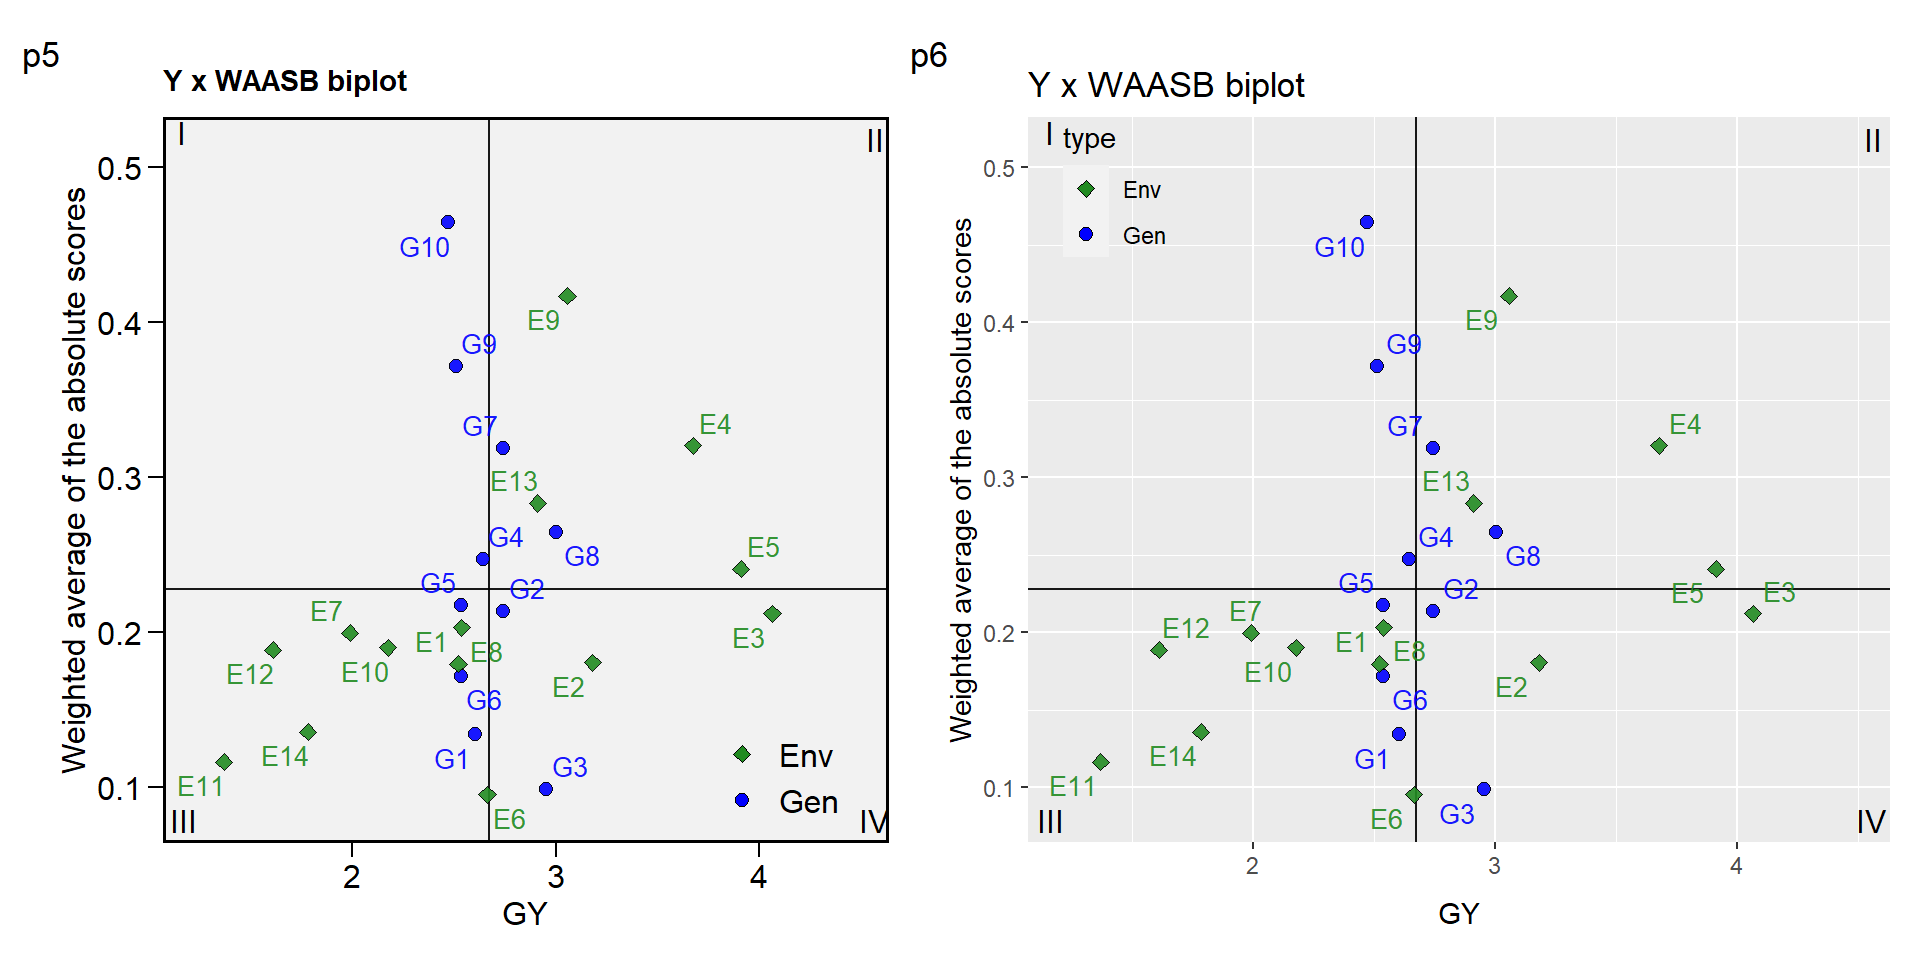 p5
Y x WAASB biplot
Weighted average of the absolute scores
0.5
0.4
0.3
0.2
0.1
I
II
G10
E9
G9
G7
E4
E13
G4
G8
E5
G5
G2
E7
E1
E3
E12
E10
E8
E2
G6
E14
G1
E11
G3
E6
III
IV
Env
Gen
2
3
4
GY
p6
Y x WAASB biplot
Weighted average of the absolute scores
0.5
0.4
0.3
0.2
0.1
I
type
Env
Gen
II
G10
E9
G9
G7
E4
E13
G4
G8
G5
G2
E5
E3
E7
E12
E1
E8
E10
E2
G6
E14
G1
E11
G3
E6
III
IV
2
3
4
GY